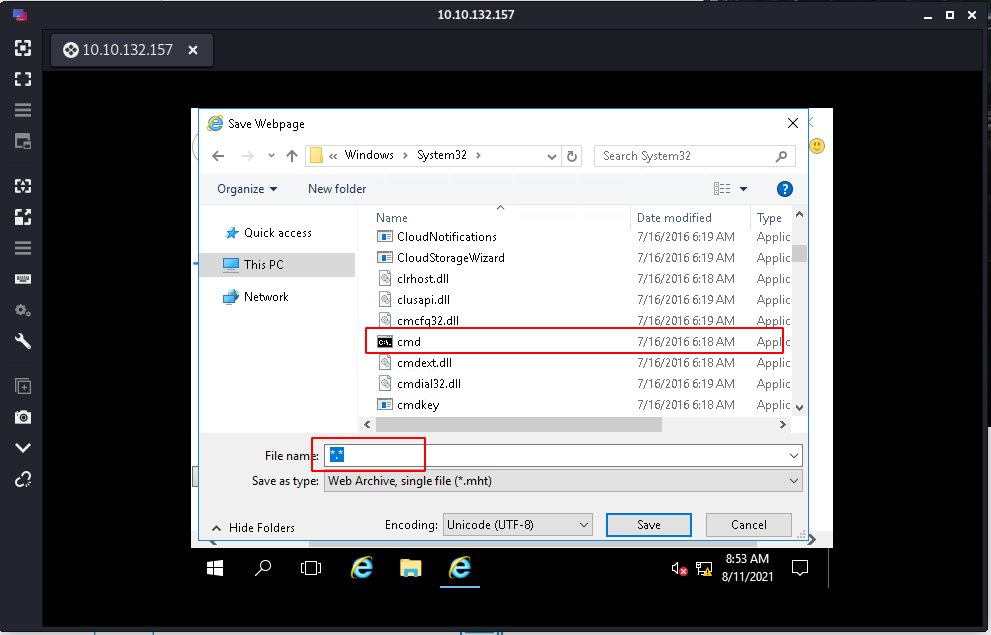 10.10.132.157
10.10.132.157
Save Webpage
« Windows › System32 ›
Search System32
Organize
New folder
?
Name
Date modified
Type
Quick access
This PC
Network
CloudNotifications 7/16/2016 6:19 AM Applic
CloudStorageWizard 7/16/2016 6:19 AM Applic
clrhost.dll 7/16/2016 6:18 AM Applic
clusapi.dll 7/16/2016 6:19 AM Applic
cmcfg32.dll 7/16/2016 6:19 AM Applic
cmd 7/16/2016 6:18 AM Applic
cmdext.dll 7/16/2016 6:18 AM Applic
cmdial32.dll 7/16/2016 6:19 AM Applic
cmdkey 7/16/2016 6:18 AM Applic
File name: *.*
Save as type: Web Archive, single file (*.mht)
Hide Folders
Encoding: Unicode (UTF-8)
Save
Cancel
8:53 AM
8/11/2021